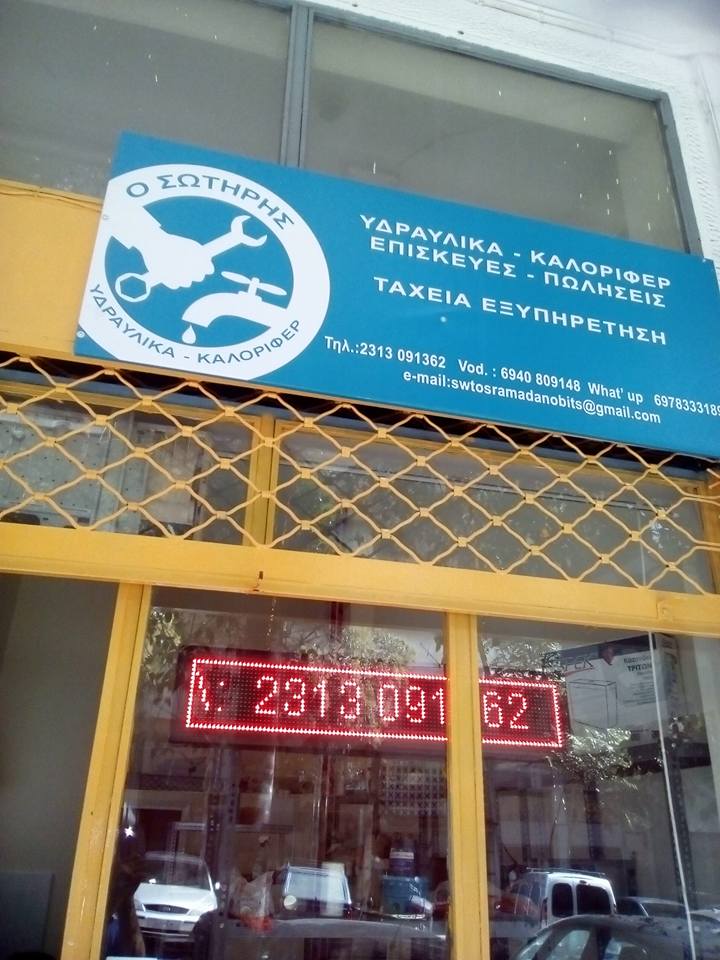 Ο ΣΩΤΗΡΗΣ
ΥΔΡΑΥΛΙΚΑ - ΚΑΛΟΡΙΦΕΡ
ΥΔΡΑΥΛΙΚΑ - ΚΑΛΟΡΙΦΕΡ
ΕΠΙΣΚΕΥΕΣ - ΠΩΛΗΣΕΙΣ
ΤΑΧΕΙΑ ΕΞΥΠΗΡΕΤΗΣΗ
Τηλ.:2313 091362 Vod. : 6940 809148 What' up 6978333189
e-mail:swtosramadanobits@gmail.com
2313 091 62